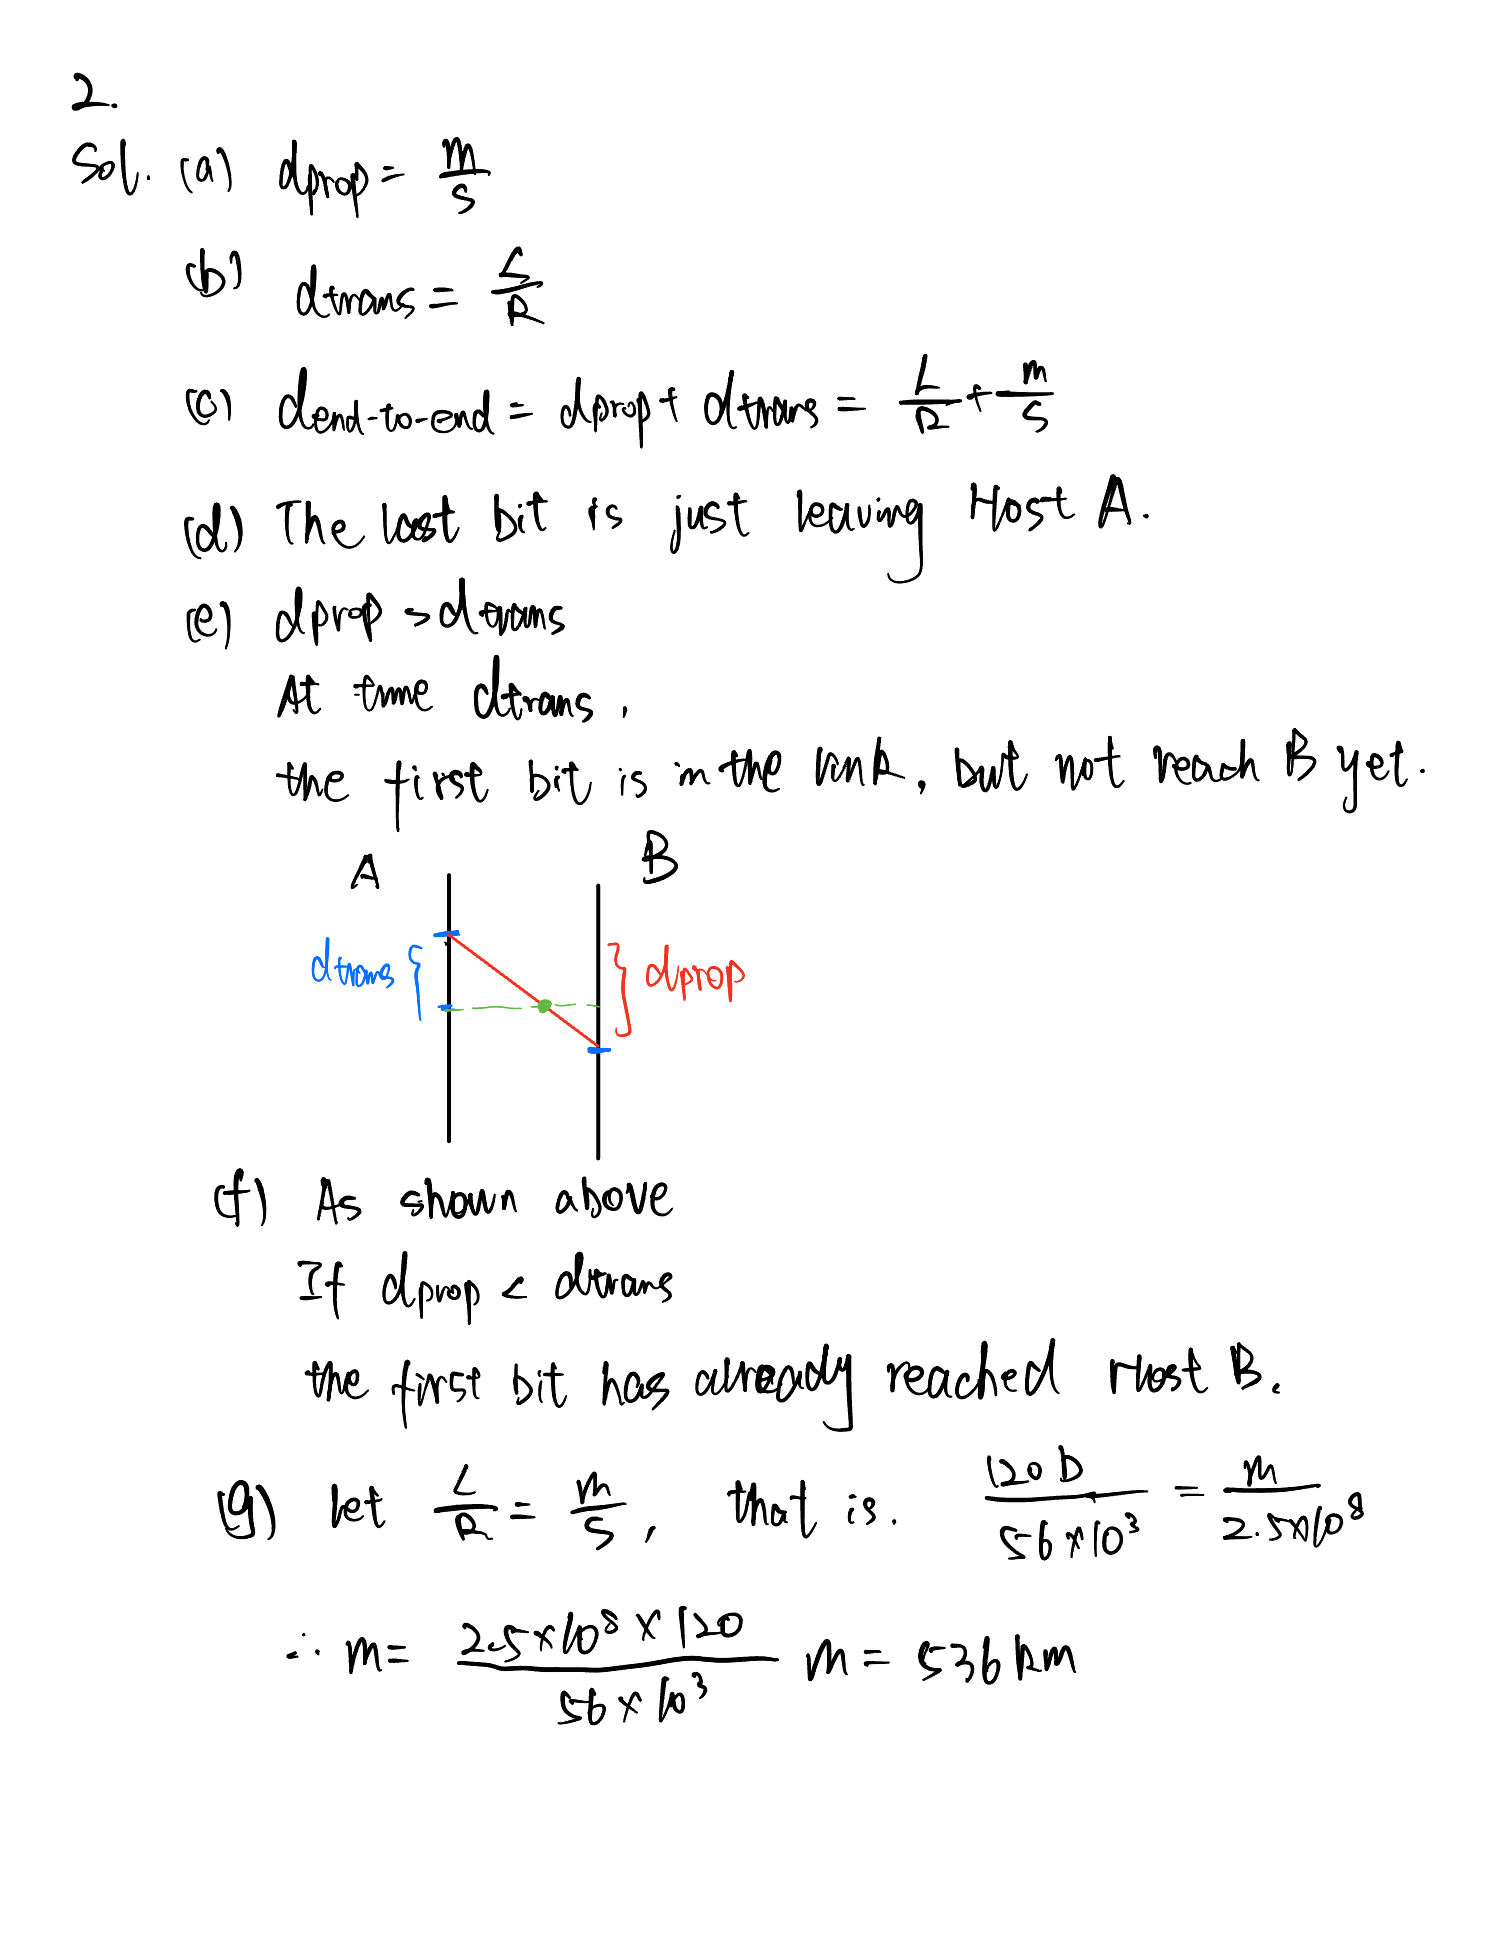 2.
Sol. (a) dprop = m/s
(b) dtrans = L/R
(c) dend-to-end = dprop + dtrans = L/R + m/s
(d) The last bit is just leaving Host A.
(e) dprop > dtrans
At time dtrans,
the first bit is in the link, but not reach B yet.
A B
dtrans { } dprop
(f) As shown above
If dprop < dtrans
the first bit has already reached Host B.
(g) let L/R = m/s, that is. 120b/56×10³ = m/2.5×10⁸
∴ m = 2.5×10⁸×120/56×10³ m = 536 km